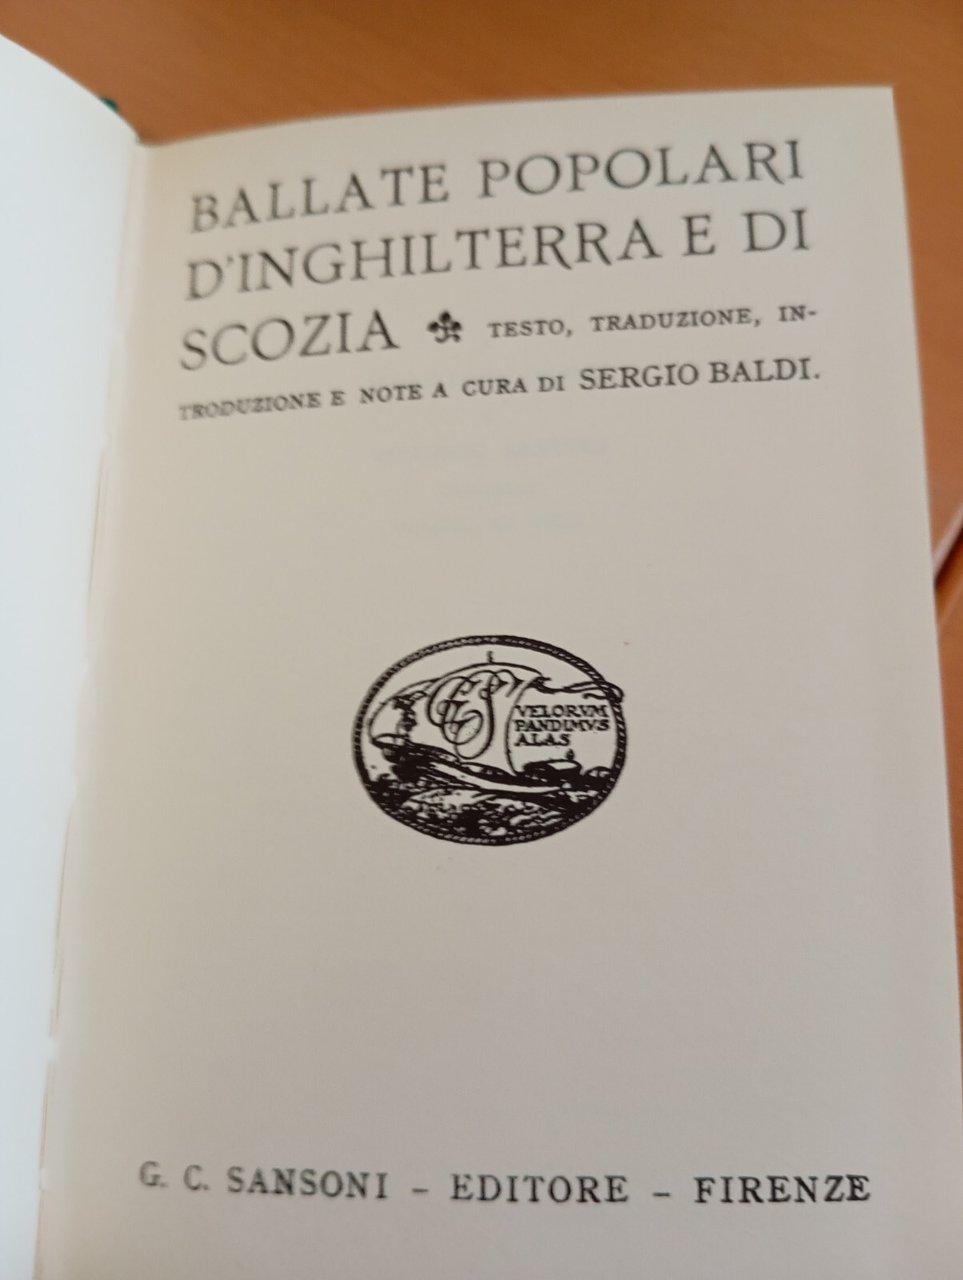 BALLATE POPOLARI
D'INGHILTERRA E DI
SCOZIA ⚜ TESTO, TRADUZIONE, IN-
TRODUZIONE E NOTE A CURA DI SERGIO BALDI.
VELORVM
PANDIMVS
ALAS
G. C. SANSONI – EDITORE – FIRENZE